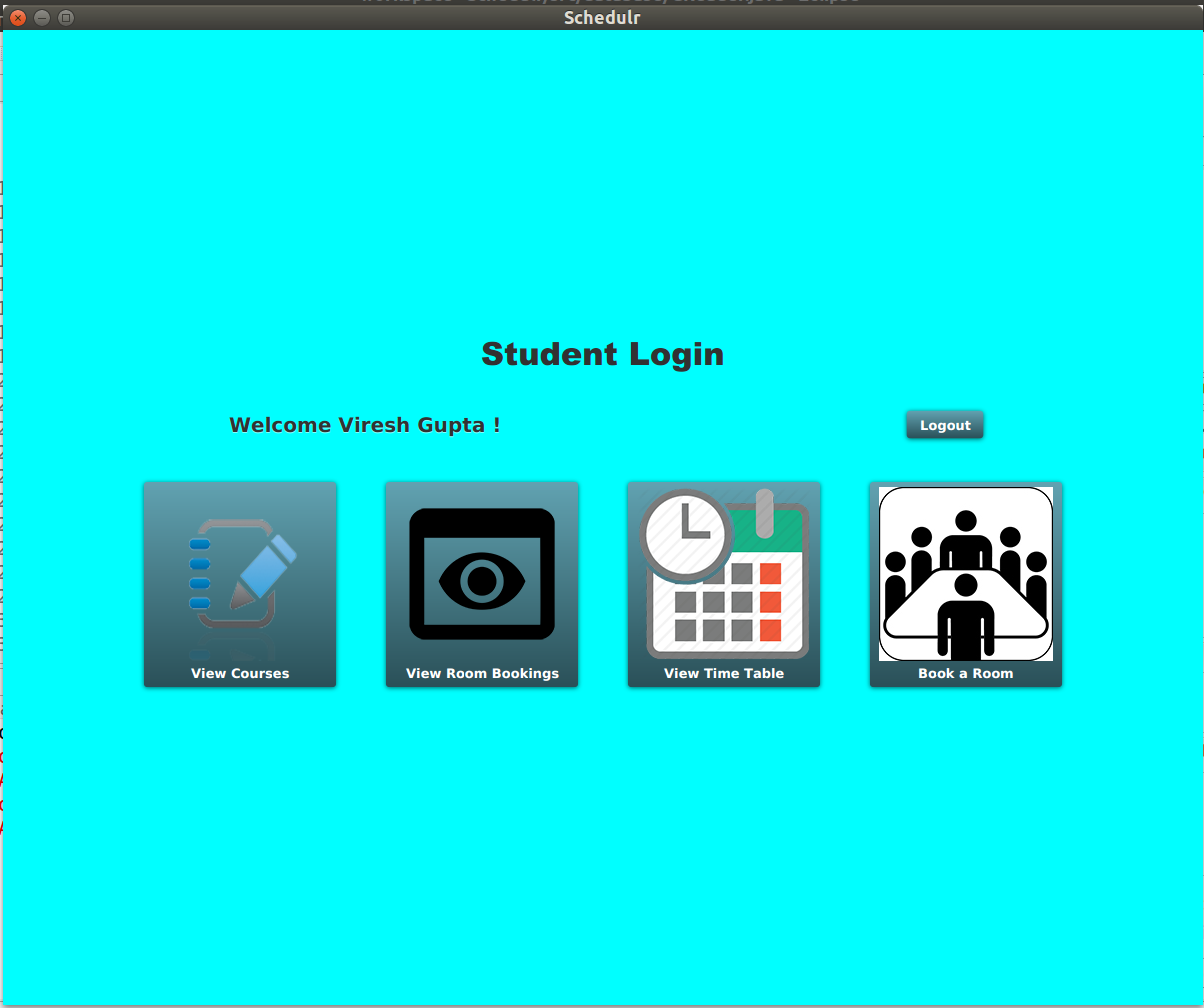 Schedulr
Student Login
Welcome Viresh Gupta !
Logout
View Courses
View Room Bookings
View Time Table
Book a Room